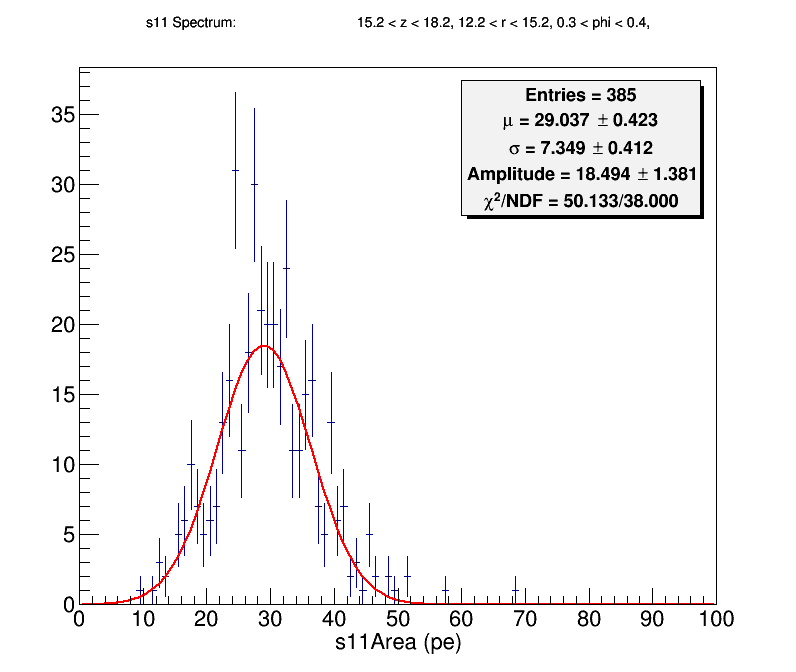 s11 Spectrum: 15.2 < z < 18.2, 12.2 < r < 15.2, 0.3 < phi < 0.4,
Entries = 385
μ = 29.037 ± 0.423
σ = 7.349 ± 0.412
Amplitude = 18.494 ± 1.381
χ²/NDF = 50.133/38.000
35
30
25
20
15
10
5
0
0 10 20 30 40 50 60 70 80 90 100
s11Area (pe)